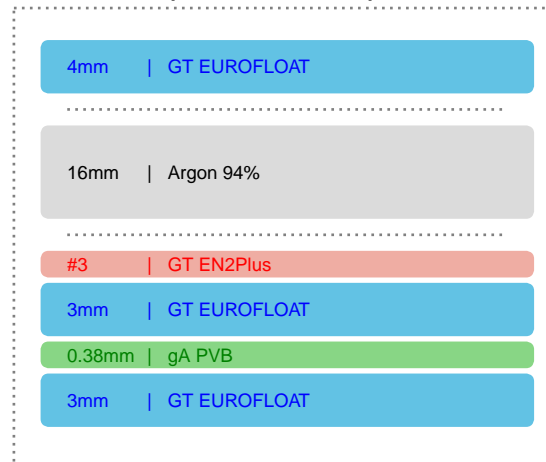 4mm | GT EUROFLOAT
16mm | Argon 94%
#3 | GT EN2Plus
3mm | GT EUROFLOAT
0.38mm | gA PVB
3mm | GT EUROFLOAT